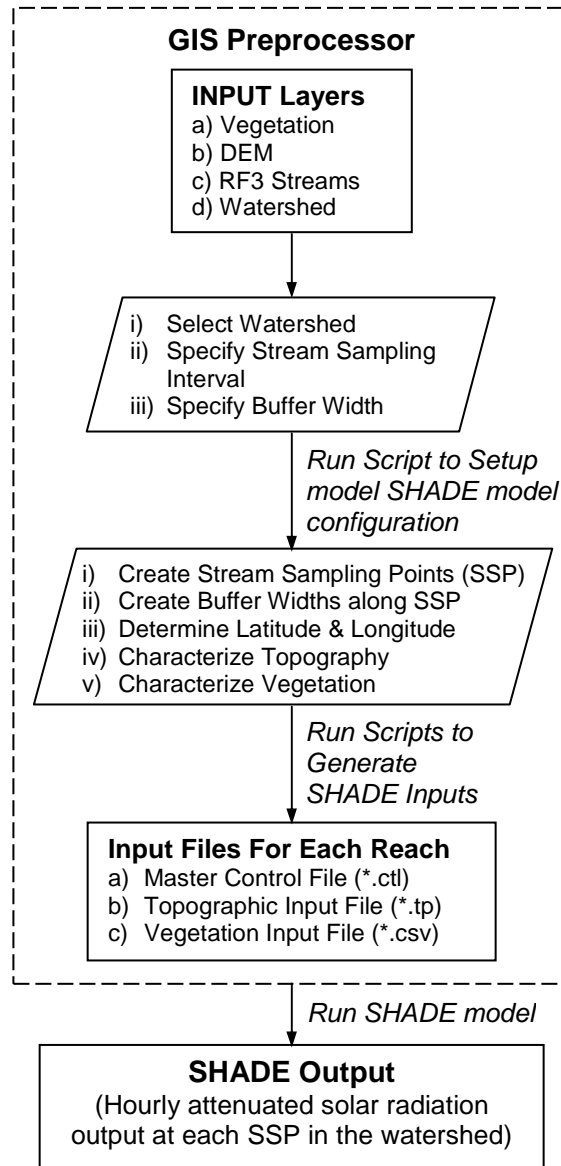 GIS Preprocessor
INPUT Layers
a) Vegetation
b) DEM
c) RF3 Streams
d) Watershed
i) Select Watershed
ii) Specify Stream Sampling
Interval
iii) Specify Buffer Width
Run Script to Setup
model SHADE model
configuration
i) Create Stream Sampling Points (SSP)
ii) Create Buffer Widths along SSP
iii) Determine Latitude & Longitude
iv) Characterize Topography
v) Characterize Vegetation
Run Scripts to
Generate
SHADE Inputs
Input Files For Each Reach
a) Master Control File (*.ctl)
b) Topographic Input File (*.tp)
c) Vegetation Input File (*.csv)
Run SHADE model
SHADE Output
(Hourly attenuated solar radiation
output at each SSP in the watershed)